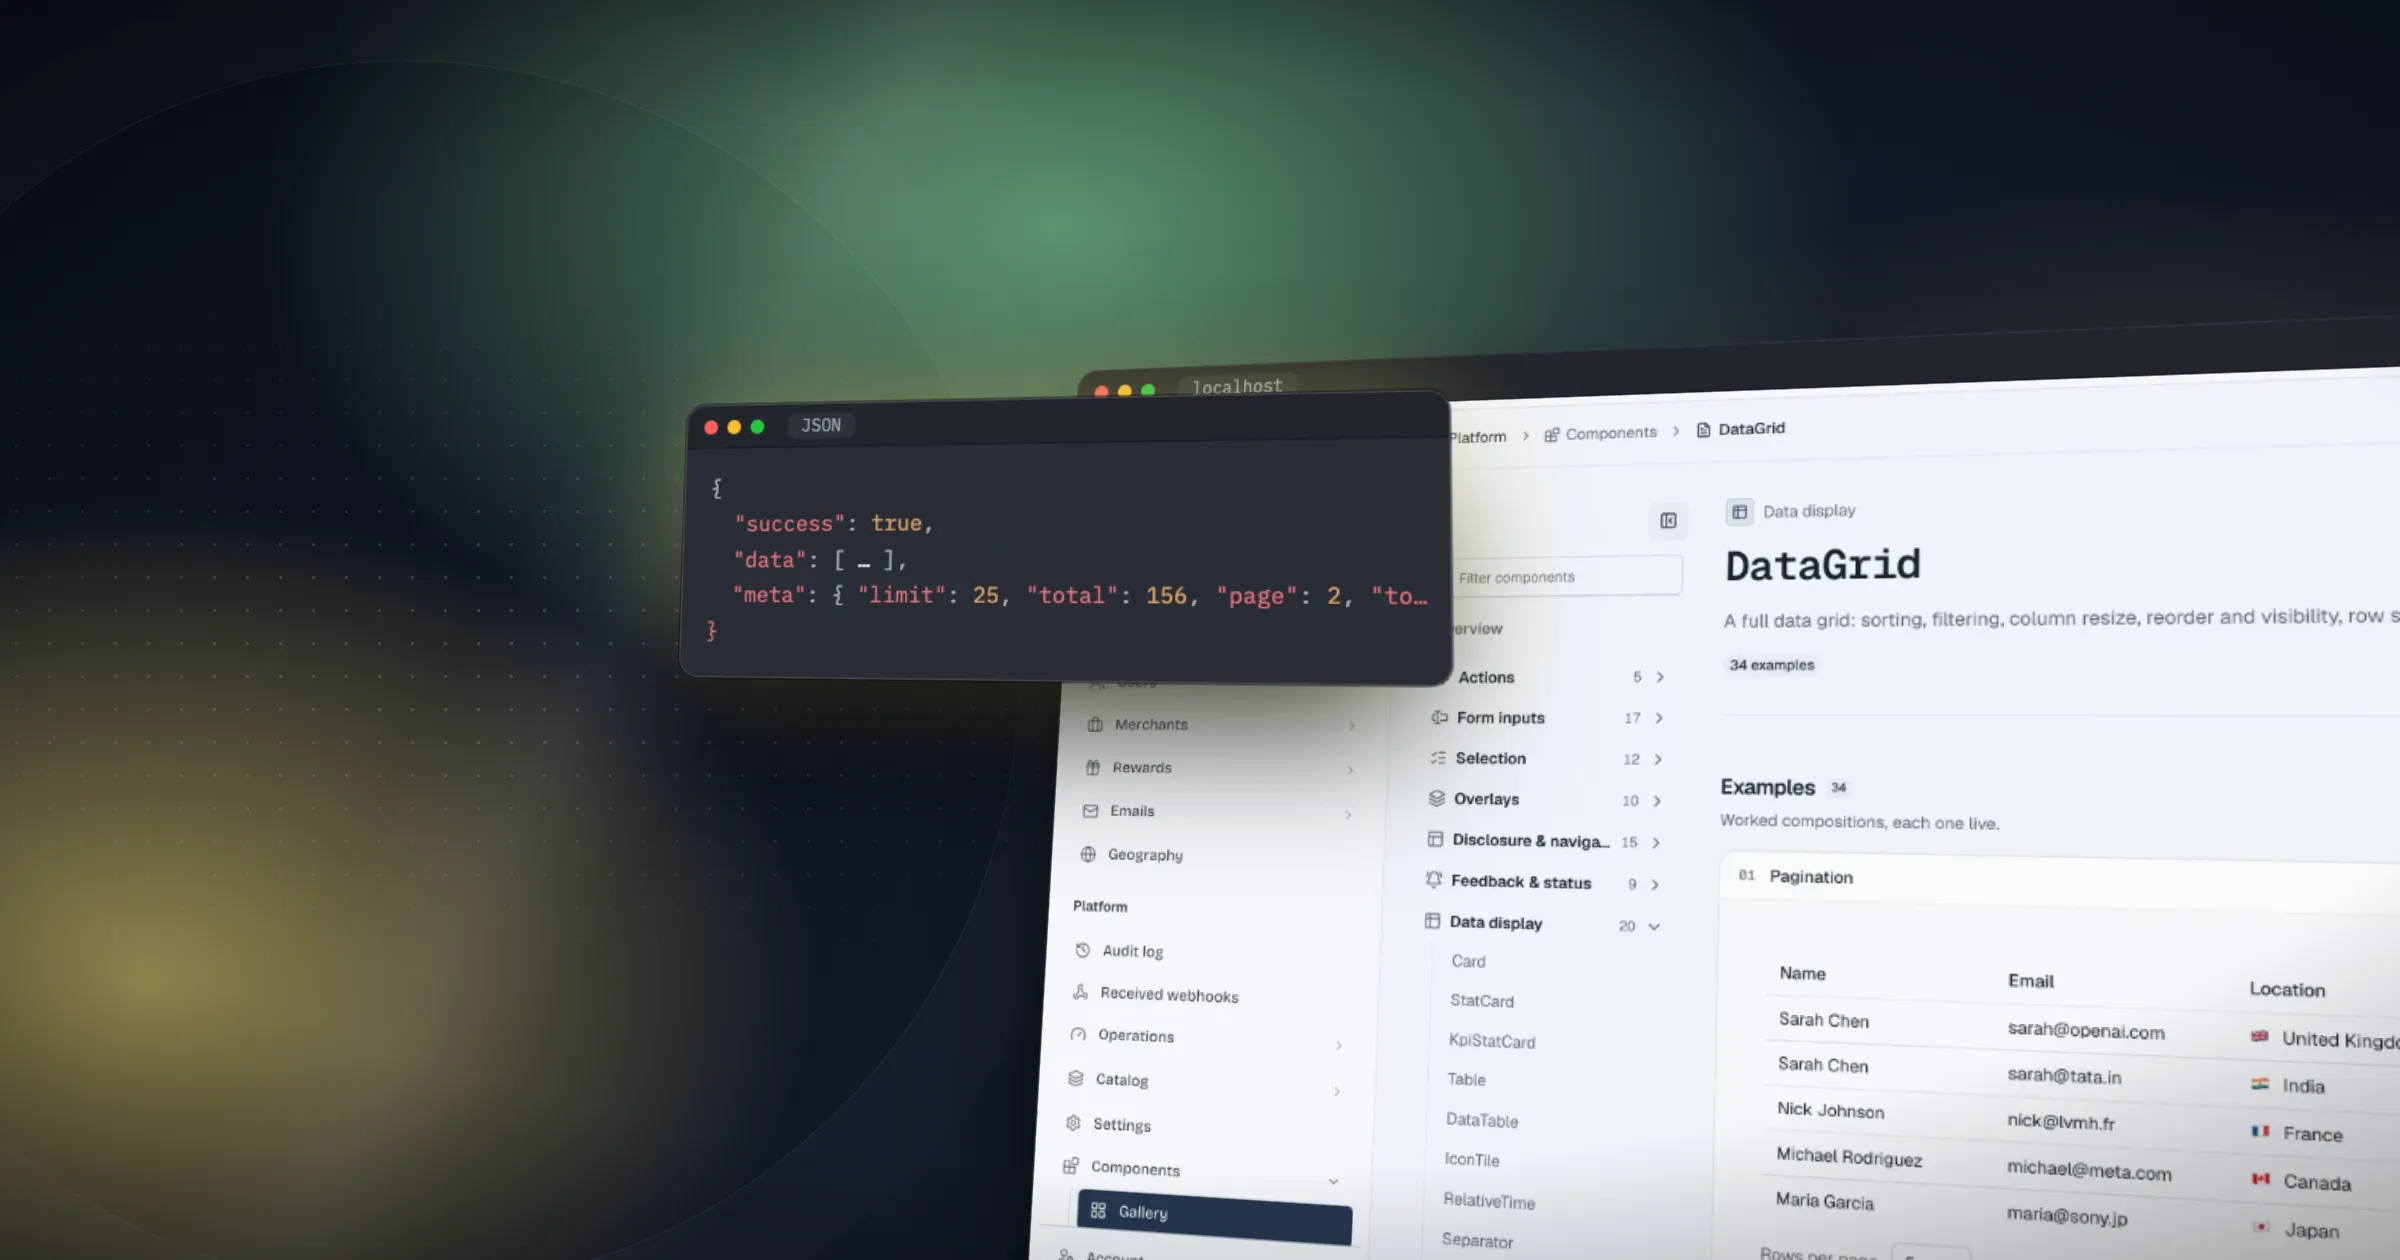 localhost
JSON
{
"success": true,
"data": [ … ],
"meta": { "limit": 25, "total": 156, "page": 2, "to…
}
Platform > Components > DataGrid
Users
Merchants
Rewards
Emails
Geography
Platform
Audit log
Received webhooks
Operations
Catalog
Settings
Components
Gallery
Filter components
Actions 5
Form inputs 17
Selection 12
Overlays 10
Disclosure & naviga… 15
Feedback & status 9
Data display 20
Card
StatCard
KpiStatCard
Table
DataTable
IconTile
RelativeTime
Separator
Data display
DataGrid
A full data grid: sorting, filtering, column resize, reorder and visibility, row s
34 examples
Examples 34
Worked compositions, each one live.
01 Pagination
Name Email Location
Sarah Chen sarah@openai.com United Kingdo
Sarah Chen sarah@tata.in India
Nick Johnson nick@lvmh.fr France
Michael Rodriguez michael@meta.com Canada
Maria Garcia maria@sony.jp Japan
Rows per page